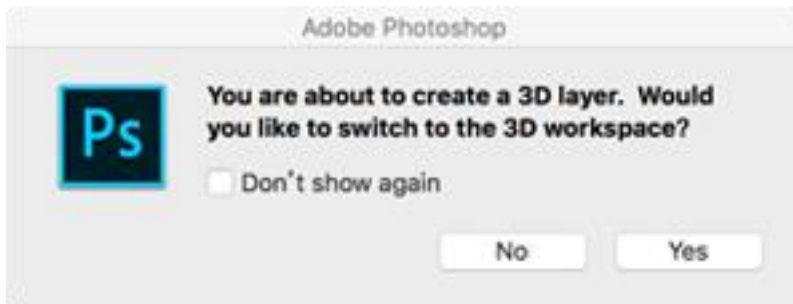 Adobe Photoshop
Ps
You are about to create a 3D layer. Would
you like to switch to the 3D workspace?
Don't show again
No
Yes